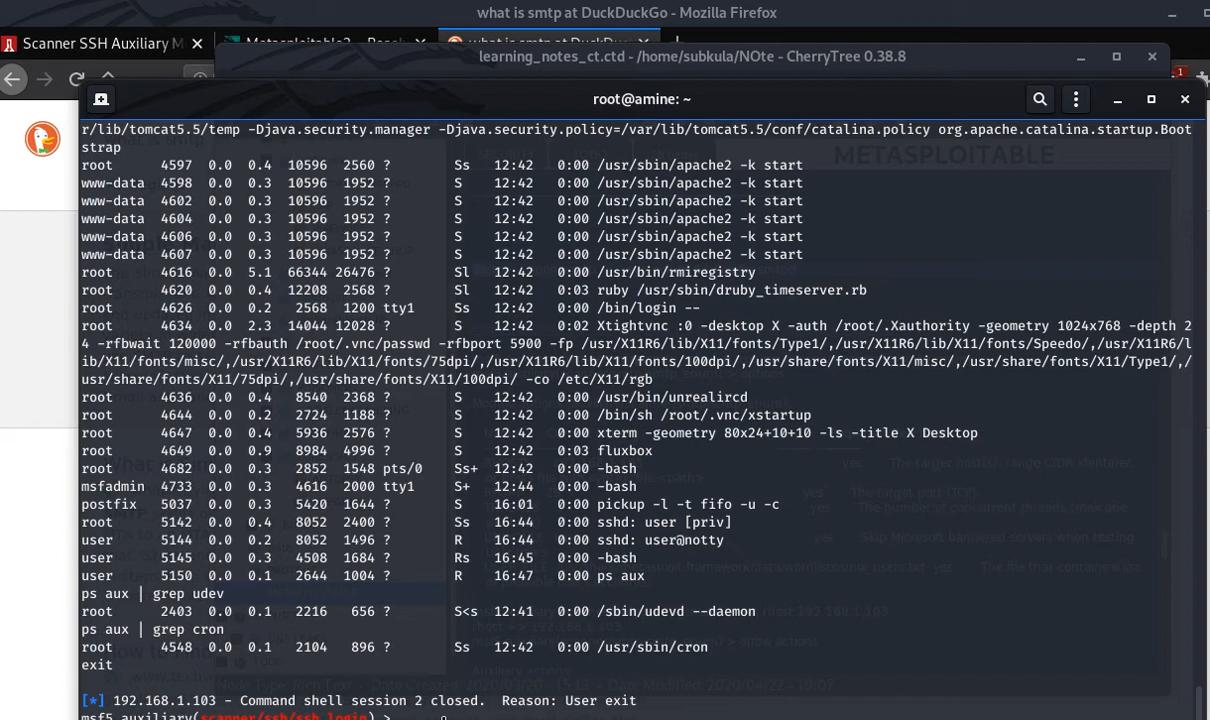 what is smtp at DuckDuckGo - Mozilla Firefox
Scanner SSH Auxiliary M
learning_notes_ct.ctd - /home/subkula/NOte - CherryTree 0.38.8
root@amine: ~
r/lib/tomcat5.5/temp -Djava.security.manager -Djava.security.policy=/var/lib/tomcat5.5/conf/catalina.policy org.apache.catalina.startup.Boot
strap
root 4597 0.0 0.4 10596 2560 ? Ss 12:42 0:00 /usr/sbin/apache2 -k start
www-data 4598 0.0 0.3 10596 1952 ? S 12:42 0:00 /usr/sbin/apache2 -k start
www-data 4602 0.0 0.3 10596 1952 ? S 12:42 0:00 /usr/sbin/apache2 -k start
www-data 4604 0.0 0.3 10596 1952 ? S 12:42 0:00 /usr/sbin/apache2 -k start
www-data 4606 0.0 0.3 10596 1952 ? S 12:42 0:00 /usr/sbin/apache2 -k start
www-data 4607 0.0 0.3 10596 1952 ? S 12:42 0:00 /usr/sbin/apache2 -k start
root 4616 0.0 5.1 66344 26476 ? Sl 12:42 0:00 /usr/bin/rmiregistry
root 4620 0.0 0.4 12208 2568 ? Sl 12:42 0:03 ruby /usr/sbin/druby_timeserver.rb
root 4626 0.0 0.2 2568 1200 tty1 Ss 12:42 0:00 /bin/login --
root 4634 0.0 2.3 14044 12028 ? S 12:42 0:02 Xtightvnc :0 -desktop X -auth /root/.Xauthority -geometry 1024x768 -depth 2
4 -rfbwait 120000 -rfbauth /root/.vnc/passwd -rfbport 5900 -fp /usr/X11R6/lib/X11/fonts/Type1/,/usr/X11R6/lib/X11/fonts/Speedo/,/usr/X11R6/l
ib/X11/fonts/misc/,/usr/X11R6/lib/X11/fonts/75dpi/,/usr/X11R6/lib/X11/fonts/100dpi/,/usr/share/fonts/X11/misc/,/usr/share/fonts/X11/Type1/,/
usr/share/fonts/X11/75dpi/,/usr/share/fonts/X11/100dpi/ -co /etc/X11/rgb
root 4636 0.0 0.4 8540 2368 ? S 12:42 0:00 /usr/bin/unrealircd
root 4644 0.0 0.2 2724 1188 ? S 12:42 0:00 /bin/sh /root/.vnc/xstartup
root 4647 0.0 0.4 5936 2576 ? S 12:42 0:00 xterm -geometry 80x24+10+10 -ls -title X Desktop
root 4649 0.0 0.9 8984 4996 ? S 12:42 0:03 fluxbox
root 4682 0.0 0.3 2852 1548 pts/0 Ss+ 12:42 0:00 -bash
msfadmin 4733 0.0 0.3 4616 2000 tty1 S+ 12:44 0:00 -bash
postfix 5037 0.0 0.3 5420 1644 ? S 16:01 0:00 pickup -l -t fifo -u -c
root 5142 0.0 0.4 8052 2400 ? Ss 16:44 0:00 sshd: user [priv]
user 5144 0.0 0.2 8052 1496 ? R 16:44 0:00 sshd: user@notty
user 5145 0.0 0.3 4508 1684 ? Rs 16:45 0:00 -bash
user 5150 0.0 0.1 2644 1004 ? R 16:47 0:00 ps aux
ps aux | grep udev
root 2403 0.0 0.1 2216 656 ? S<s 12:41 0:00 /sbin/udevd --daemon
ps aux | grep cron
root 4548 0.0 0.1 2104 896 ? Ss 12:42 0:00 /usr/sbin/cron
exit
[*] 192.168.1.103 - Command shell session 2 closed. Reason: User exit
msf5 auxiliary(scanner/ssh/ssh_login) >
METASPLOITABLE